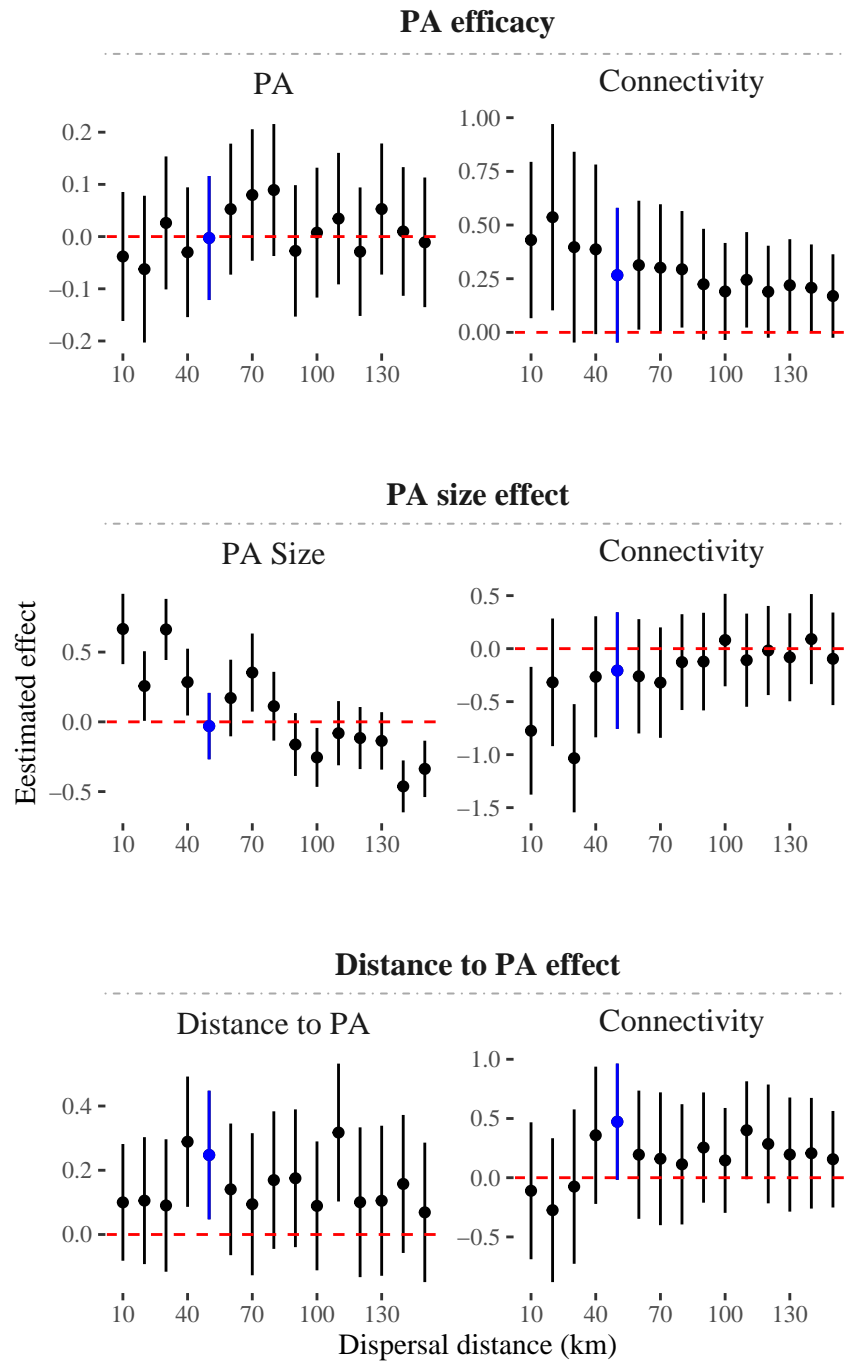 PA efficacy
PA
Connectivity
0.2
0.1
0.0
−0.1
−0.2
10 40 70 100 130
1.00
0.75
0.50
0.25
0.00
10 40 70 100 130
PA size effect
PA Size
Connectivity
0.5
0.0
−0.5
10 40 70 100 130
0.5
0.0
−0.5
−1.0
−1.5
10 40 70 100 130
Eestimated effect
Distance to PA effect
Distance to PA
Connectivity
0.4
0.2
0.0
10 40 70 100 130
1.0
0.5
0.0
−0.5
10 40 70 100 130
Dispersal distance (km)